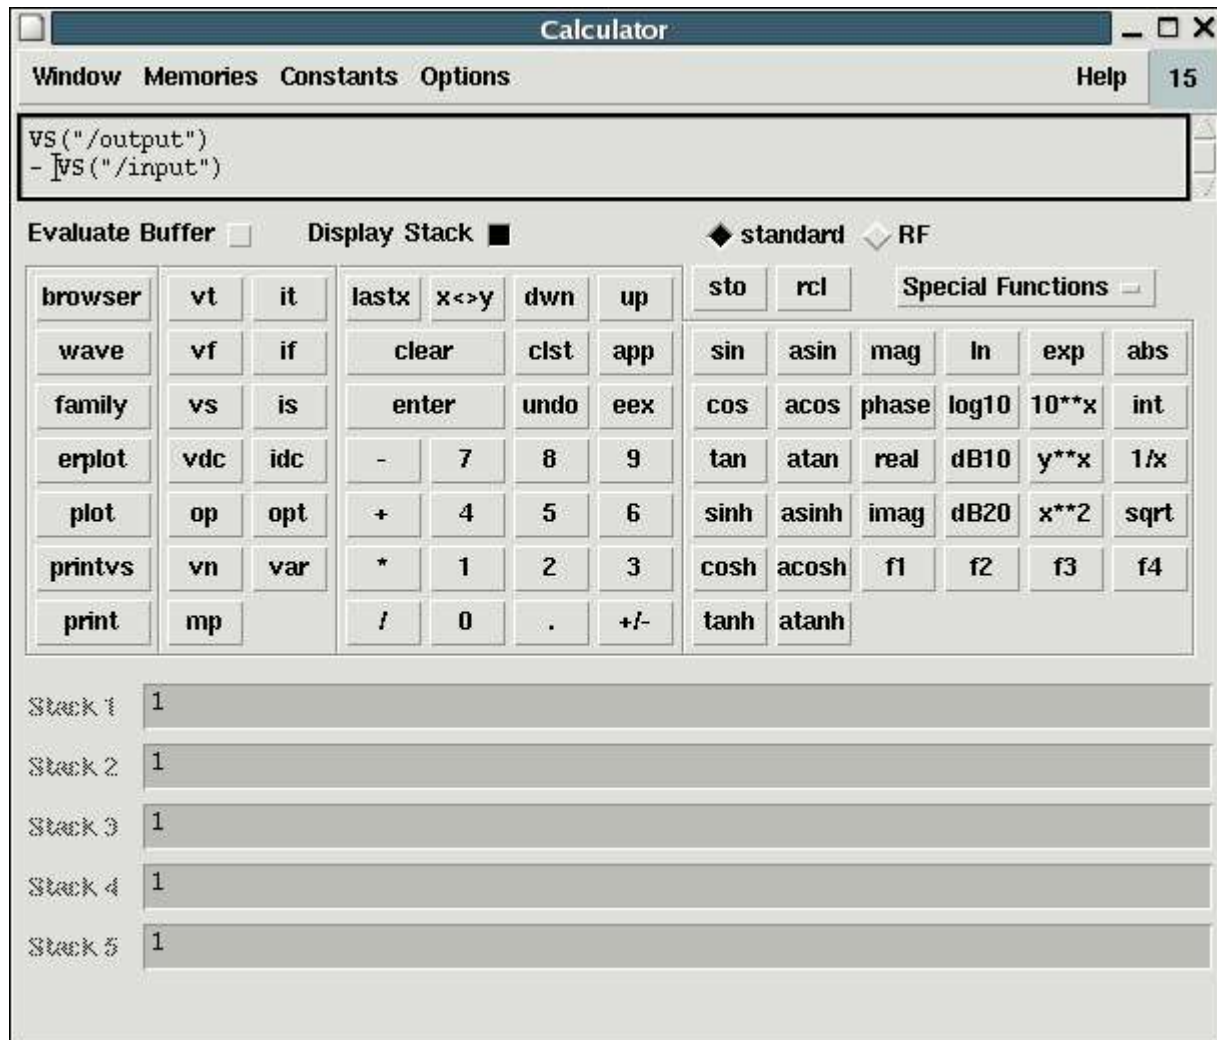 Calculator
Window Memories Constants Options Help 15
VS("/output")
- VS("/input")
Evaluate Buffer Display Stack standard RF
browser vt it lastx x<>y dwn up sto rcl Special Functions
wave vf if clear clst app sin asin mag ln exp abs
family vs is enter undo eex cos acos phase log10 10**x int
erplot vdc idc - 7 8 9 tan atan real dB10 y**x 1/x
plot op opt + 4 5 6 sinh asinh imag dB20 x**2 sqrt
printvs vn var * 1 2 3 cosh acosh f1 f2 f3 f4
print mp / 0 . +/- tanh atanh
Stack 1 1
Stack 2 1
Stack 3 1
Stack 4 1
Stack 5 1